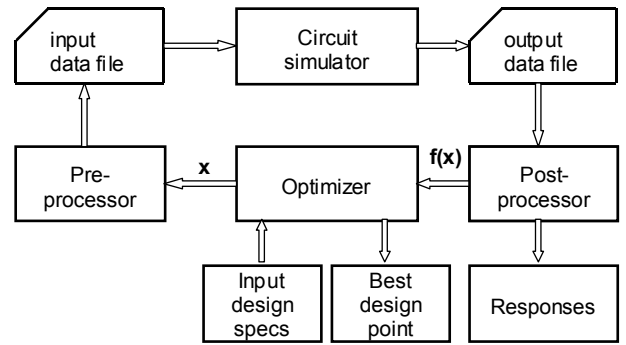 input
data file
Circuit
simulator
output
data file
Pre-
processor
x
Optimizer
f(x)
Post-
processor
Input
design
specs
Best
design
point
Responses